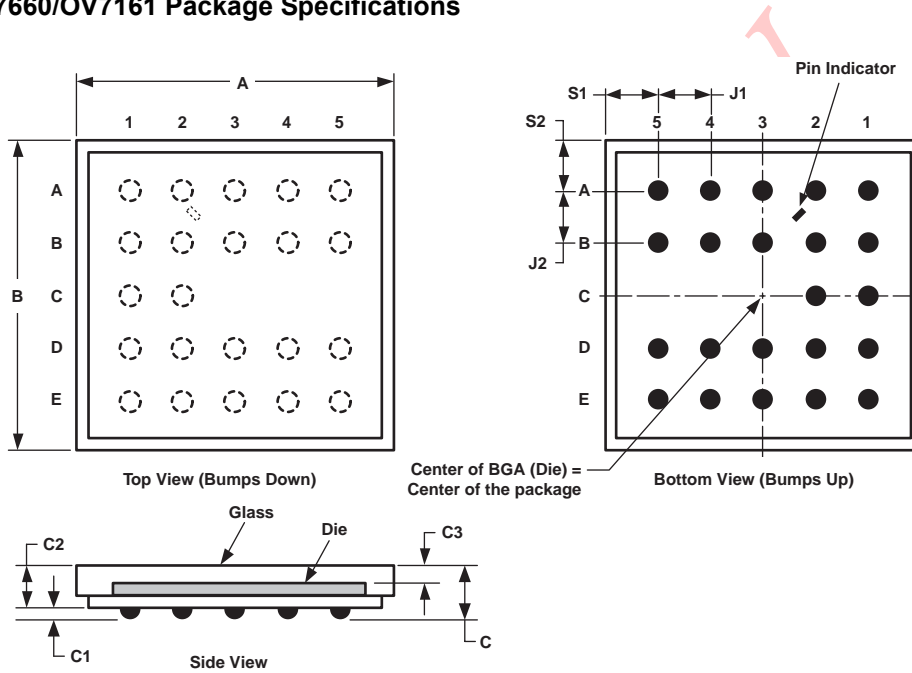 7660/OV7161 Package Specifications
A
1 2 3 4 5
A
B
C
D
E
B
Top View (Bumps Down)
Pin Indicator
S1
J1
S2
5 4 3 2 1
A
B
J2
C
D
E
Center of BGA (Die) =
Center of the package
Bottom View (Bumps Up)
Glass
Die
C3
C2
C1
C
Side View